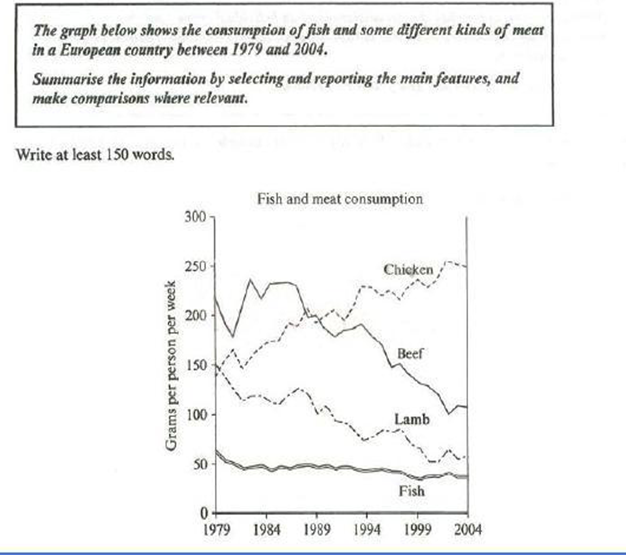 The graph below shows the consumption of fish and some different kinds of meat
in a European country between 1979 and 2004.
Summarise the information by selecting and reporting the main features, and
make comparisons where relevant.
Write at least 150 words.
Fish and meat consumption
Grams per person per week
300
250
200
150
100
50
0
Chicken
Beef
Lamb
Fish
1979 1984 1989 1994 1999 2004